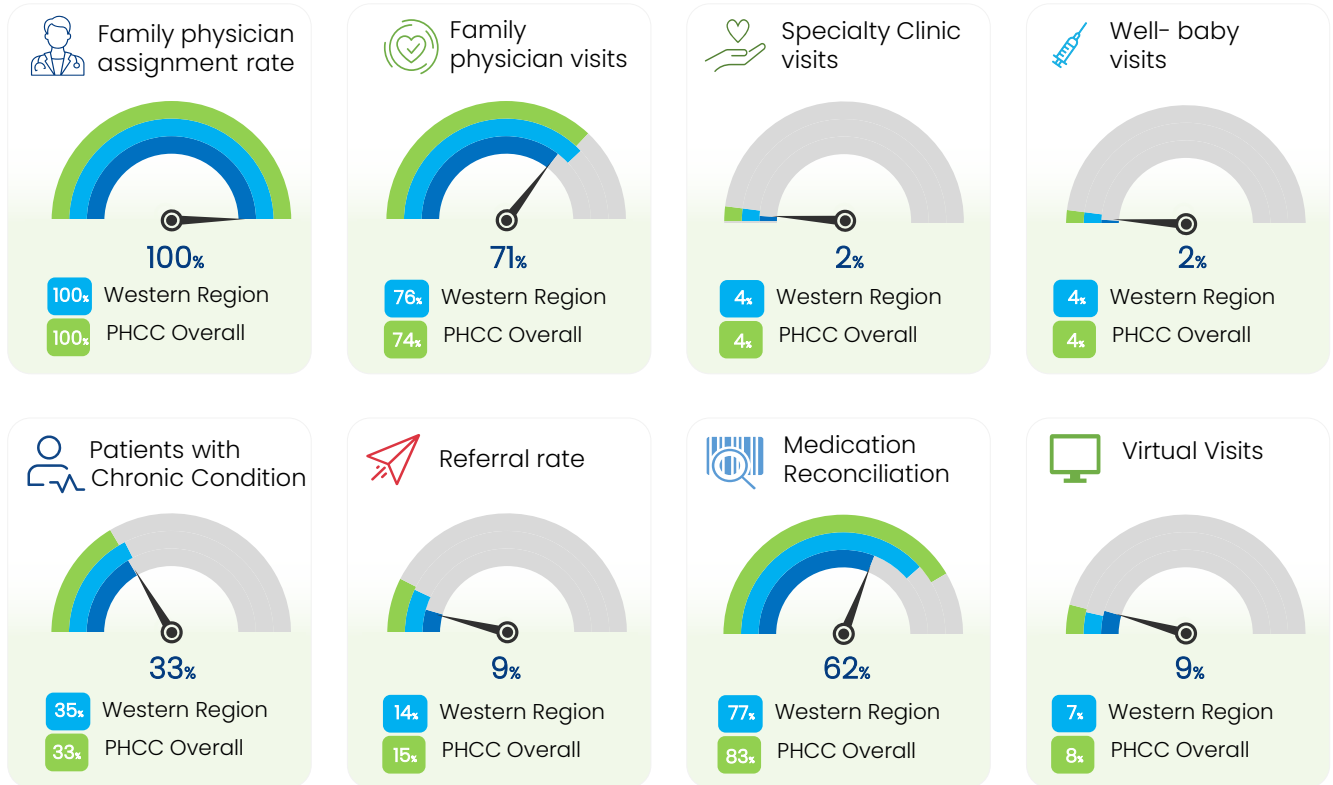 Family physician
assignment rate
100%
100% Western Region
100% PHCC Overall
Family
physician visits
71%
76% Western Region
74% PHCC Overall
Specialty Clinic
visits
2%
4% Western Region
4% PHCC Overall
Well- baby
visits
2%
4% Western Region
4% PHCC Overall
Patients with
Chronic Condition
33%
35% Western Region
33% PHCC Overall
Referral rate
9%
14% Western Region
15% PHCC Overall
Medication
Reconciliation
62%
77% Western Region
83% PHCC Overall
Virtual Visits
9%
7% Western Region
8% PHCC Overall